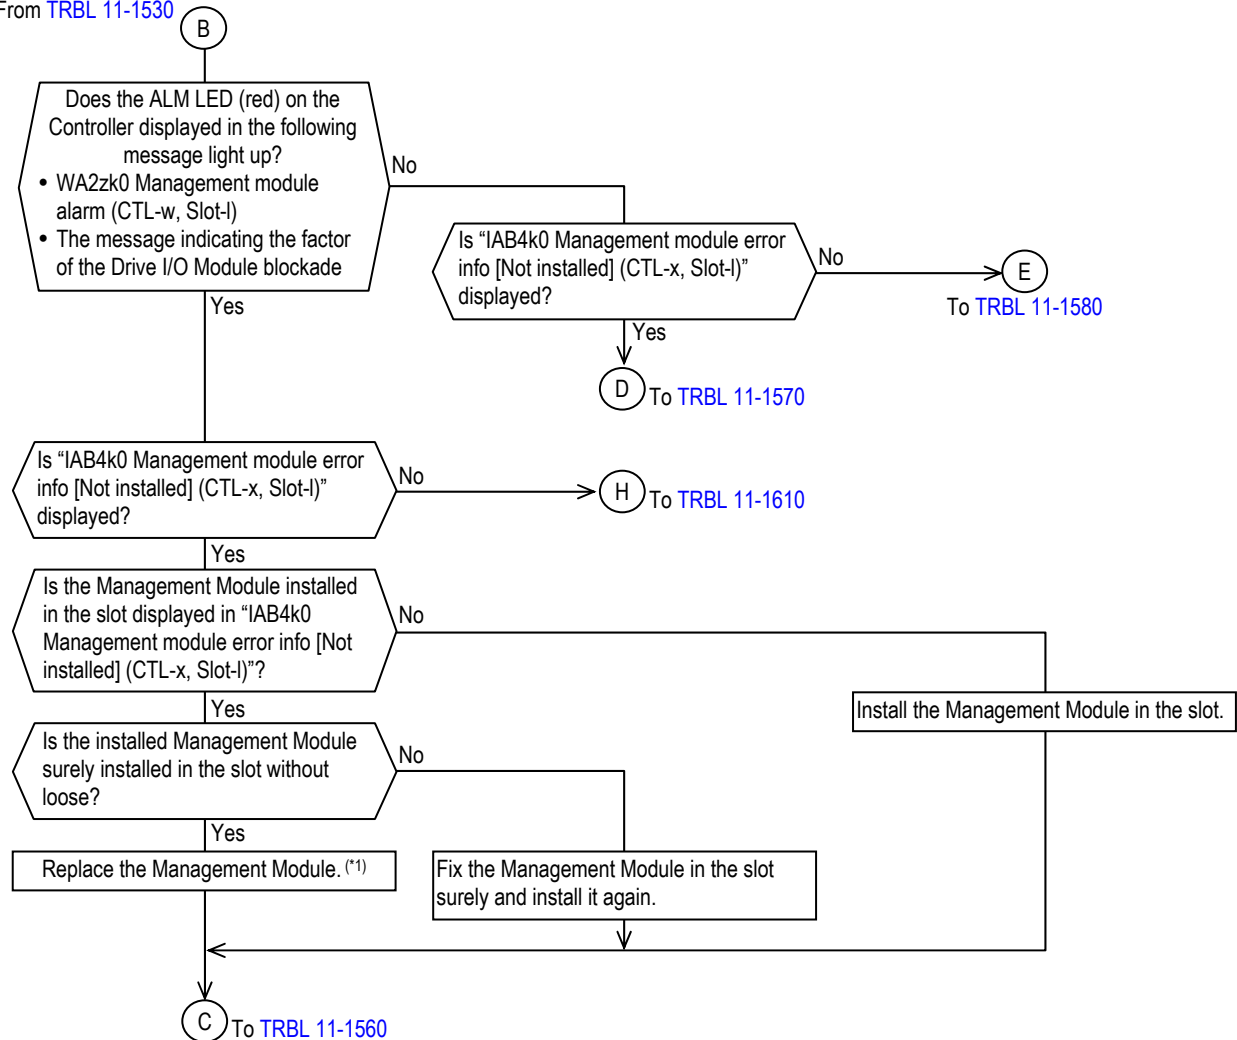 From TRBL 11-1530
B
Does the ALM LED (red) on the
Controller displayed in the following
message light up?
• WA2zk0 Management module
alarm (CTL-w, Slot-l)
• The message indicating the factor
of the Drive I/O Module blockade
No
Yes
Is “IAB4k0 Management module error
info [Not installed] (CTL-x, Slot-l)”
displayed?
No
E
To TRBL 11-1580
Yes
D
To TRBL 11-1570
Is “IAB4k0 Management module error
info [Not installed] (CTL-x, Slot-l)”
displayed?
No
H
To TRBL 11-1610
Yes
Is the Management Module installed
in the slot displayed in “IAB4k0
Management module error info [Not
installed] (CTL-x, Slot-l)”?
No
Install the Management Module in the slot.
Yes
Is the installed Management Module
surely installed in the slot without
loose?
No
Yes
Replace the Management Module. (*1)
Fix the Management Module in the slot
surely and install it again.
C
To TRBL 11-1560